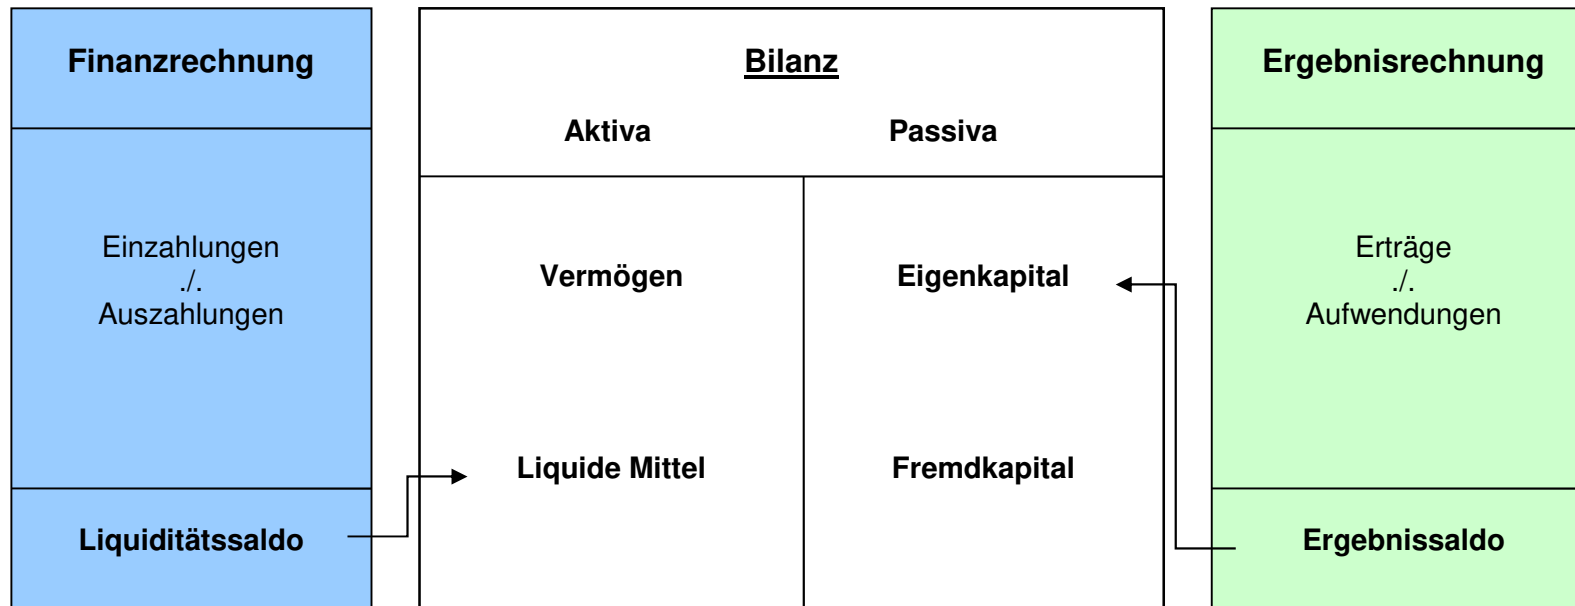 Finanzrechnung
Einzahlungen
./.
Auszahlungen
Liquiditätssaldo
Bilanz
Aktiva Passiva
Vermögen Eigenkapital
Liquide Mittel Fremdkapital
Ergebnisrechnung
Erträge
./.
Aufwendungen
Ergebnissaldo